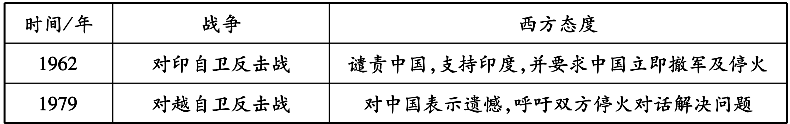 时间/年 战争 西方态度
1962 对印自卫反击战 谴责中国,支持印度,并要求中国立即撤军及停火
1979 对越自卫反击战 对中国表示遗憾,呼吁双方停火对话解决问题